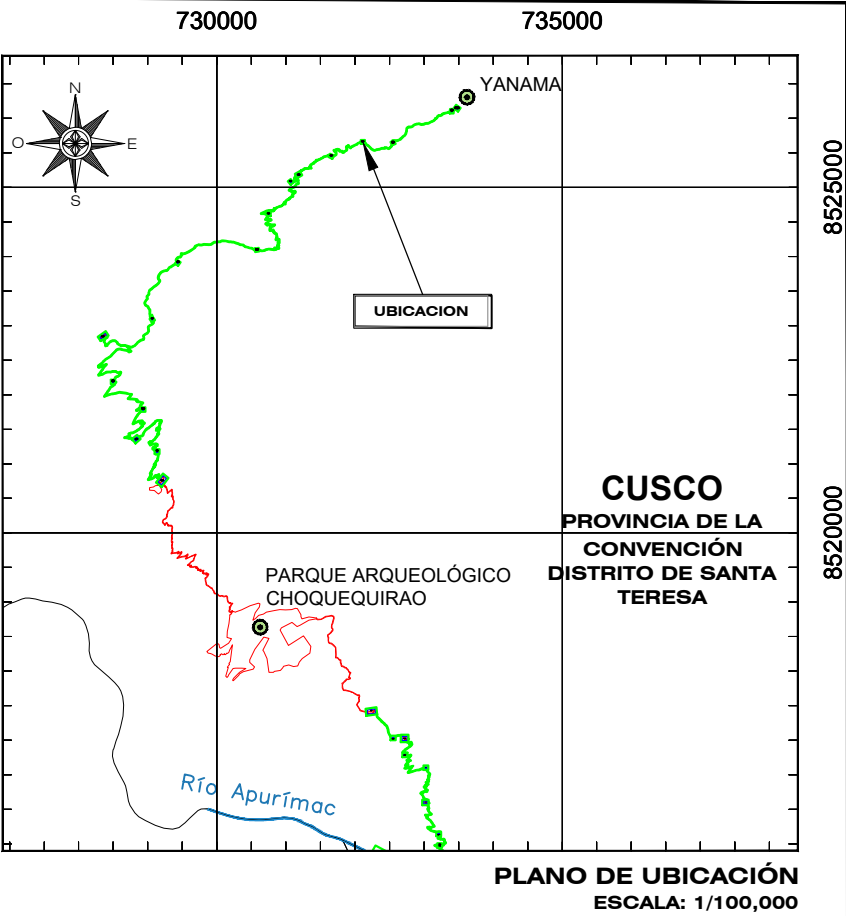 730000
735000
N
O
E
S
YANAMA
8525000
UBICACION
CUSCO
PROVINCIA DE LA
CONVENCIÓN
DISTRITO DE SANTA
TERESA
8520000
PARQUE ARQUEOLÓGICO
CHOQUEQUIRAO
Río Apurímac
PLANO DE UBICACIÓN
ESCALA: 1/100,000